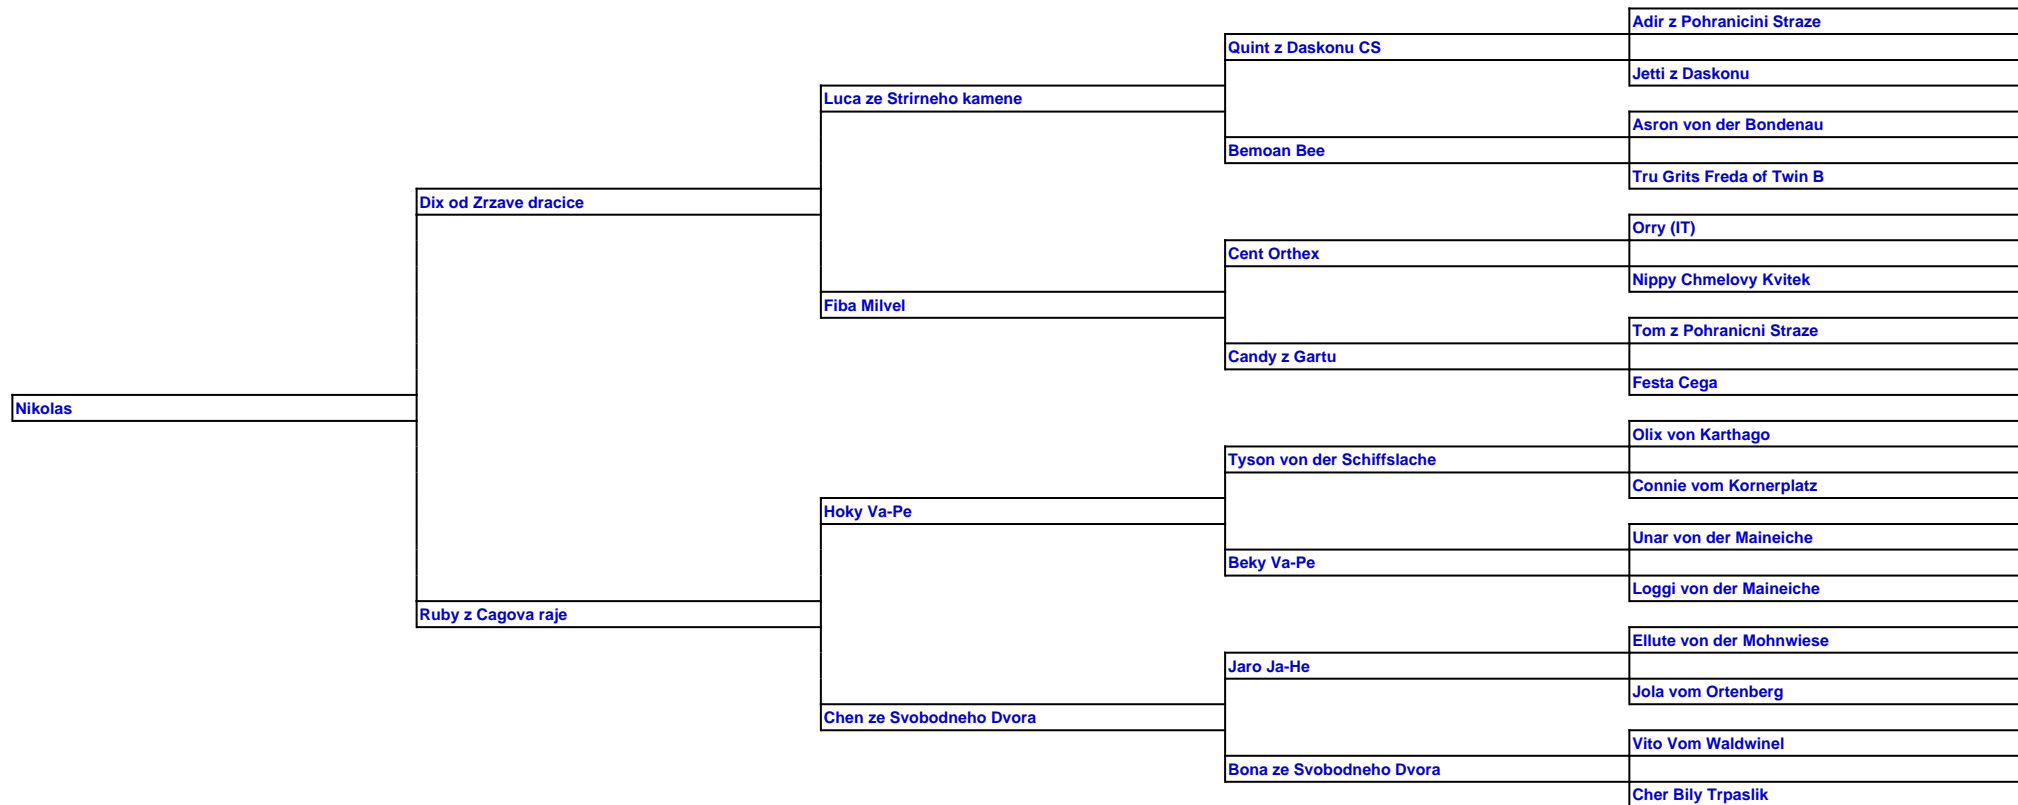 Adir z Pohranicini Straze
Quint z Daskonu CS
Jetti z Daskonu
Luca ze Strirneho kamene
Asron von der Bondenau
Bemoan Bee
Tru Grits Freda of Twin B
Dix od Zrzave dracice
Orry (IT)
Cent Orthex
Nippy Chmelovy Kvitek
Fiba Milvel
Tom z Pohranicni Straze
Candy z Gartu
Festa Cega
Nikolas
Olix von Karthago
Tyson von der Schiffslache
Connie vom Kornerplatz
Hoky Va-Pe
Unar von der Maineiche
Beky Va-Pe
Loggi von der Maineiche
Ruby z Cagova raje
Ellute von der Mohnwiese
Jaro Ja-He
Jola vom Ortenberg
Chen ze Svobodneho Dvora
Vito Vom Waldwinel
Bona ze Svobodneho Dvora
Cher Bily Trpaslik